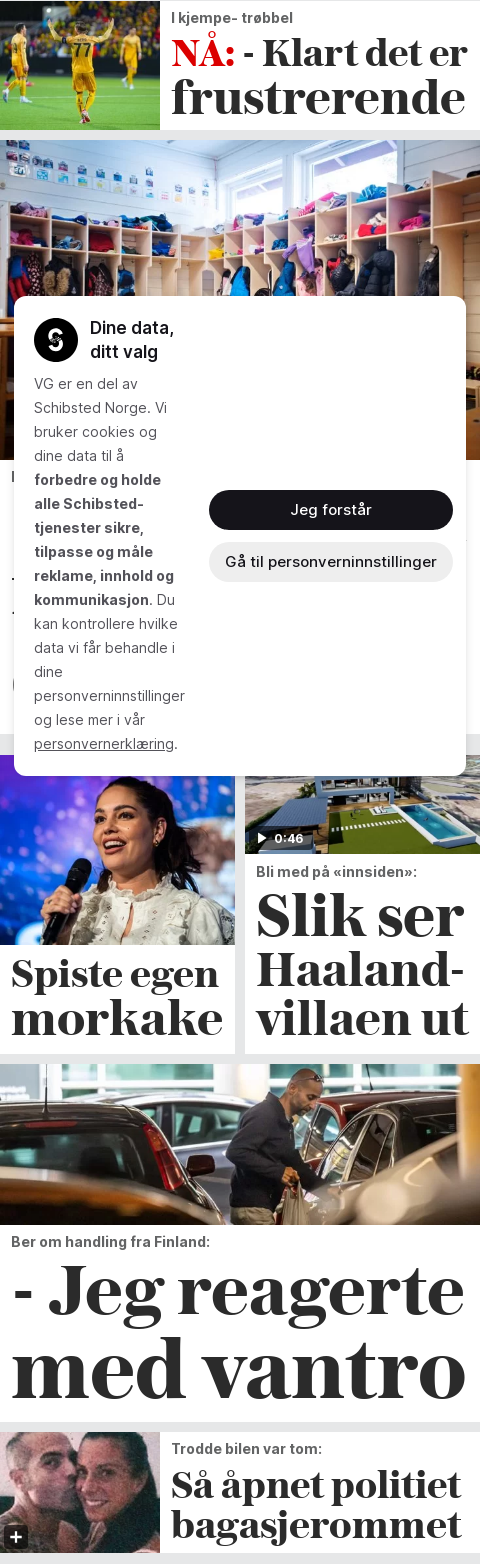 I kjempe- trøbbel
NÅ: - Klart det er
frustrerende
77
Dine data,
ditt valg
VG er en del av
Schibsted Norge. Vi
bruker cookies og
dine data til å
forbedre og holde
alle Schibsted-
tjenester sikre,
tilpasse og måle
reklame, innhold og
kommunikasjon. Du
kan kontrollere hvilke
data vi får behandle i
dine
personverninnstillinger
og lese mer i vår
personvernerklæring.
Jeg forstår
Gå til personverninnstillinger
Spiste egen
morkake
0:46
Bli med på «innsiden»:
Slik ser
Haaland-
villaen ut
Ber om handling fra Finland:
- Jeg reagerte
med vantro
Trodde bilen var tom:
Så åpnet politiet
bagasjerommet